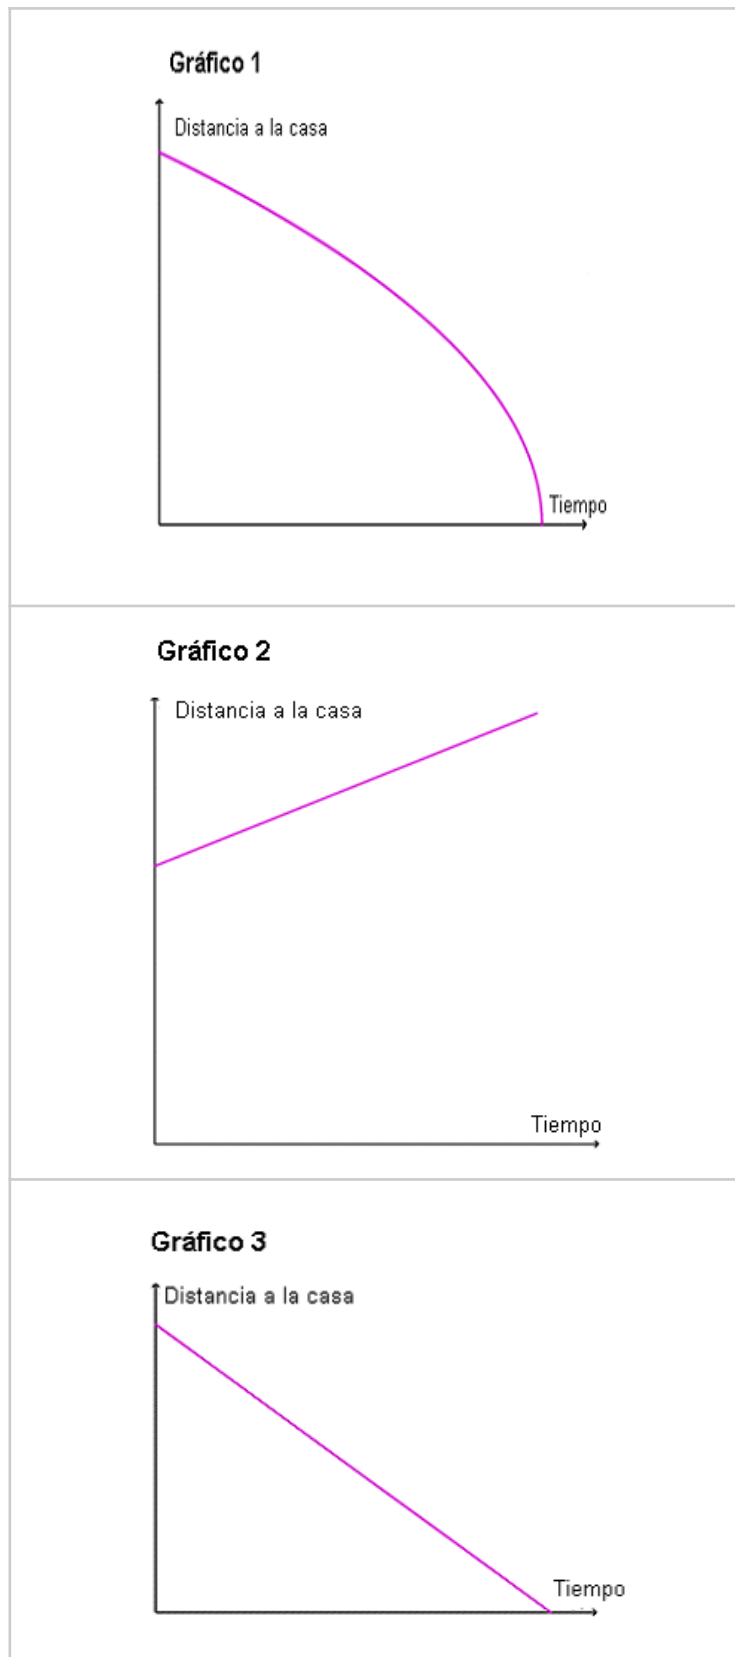 Gráfico 1
Distancia a la casa
Tiempo
Gráfico 2
Distancia a la casa
Tiempo
Gráfico 3
Distancia a la casa
Tiempo